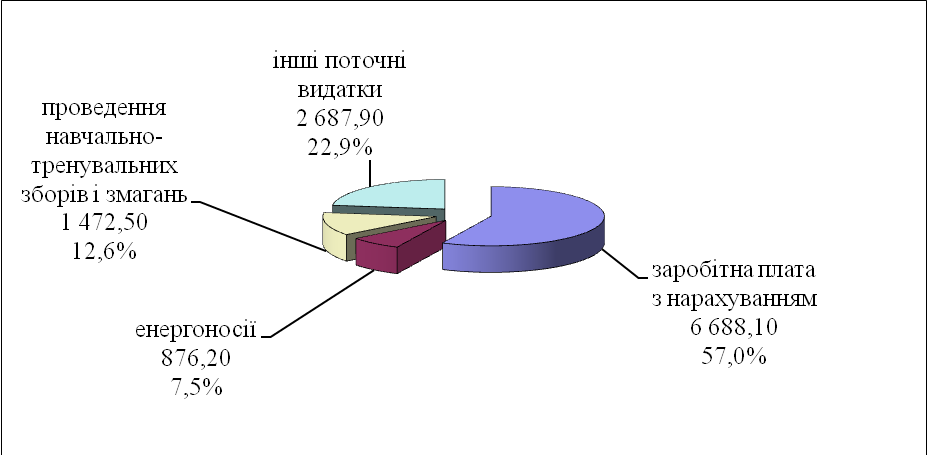 інші поточні
видатки
2 687,90
22,9%
проведення
навчально-
тренувальних
зборів і змагань
1 472,50
12,6%
заробітна плата
з нарахуванням
6 688,10
57,0%
енергоносії
876,20
7,5%